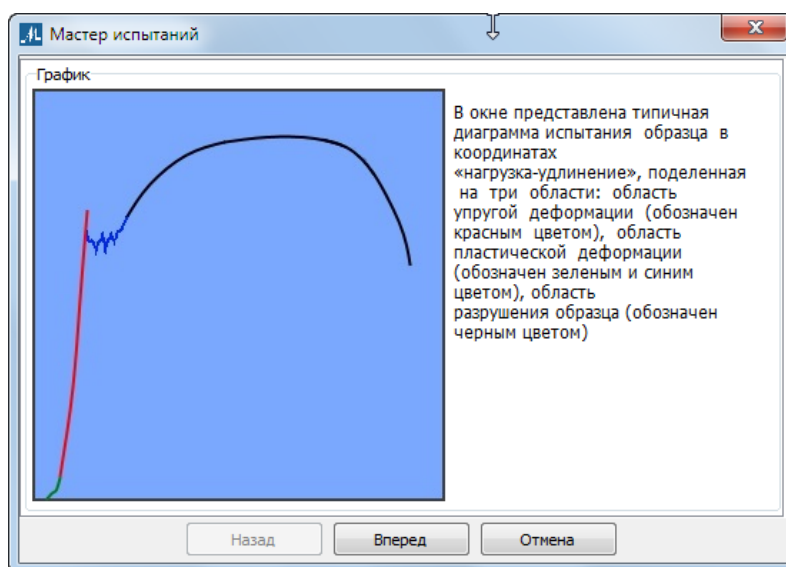 Мастер испытаний
График
В окне представлена типичная
диаграмма испытания образца в
координатах
«нагрузка-удлинение», поделенная
на три области: область
упругой деформации (обозначен
красным цветом), область
пластической деформации
(обозначен зеленым и синим
цветом), область
разрушения образца (обозначен
черным цветом)
Назад
Вперед
Отмена